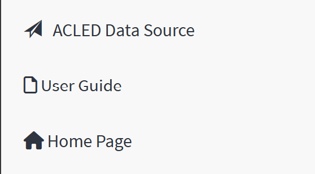 ACLED Data Source
User Guide
Home Page